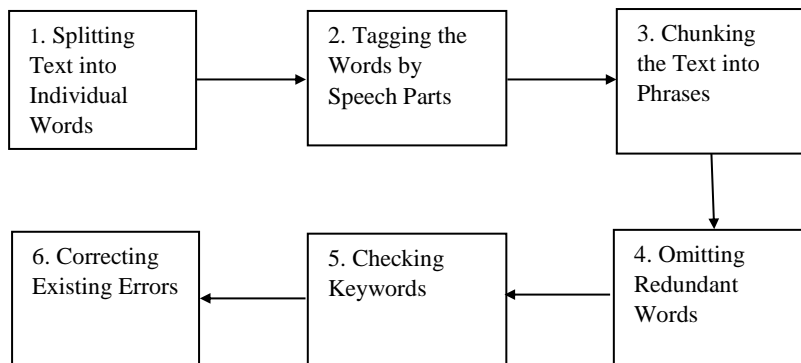 1. Splitting
Text into
Individual
Words
2. Tagging the
Words by
Speech Parts
3. Chunking
the Text into
Phrases
4. Omitting
Redundant
Words
5. Checking
Keywords
6. Correcting
Existing Errors